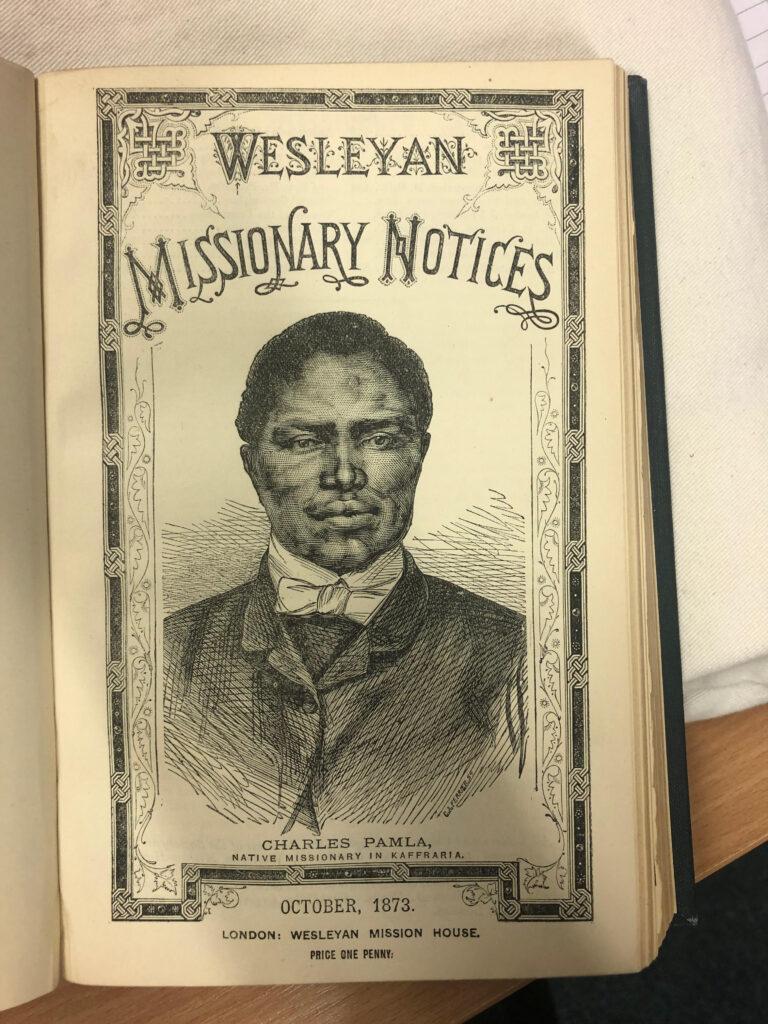 WESLEYAN
MISSIONARY NOTICES
CHARLES PAMLA,
NATIVE MISSIONARY IN KAFFRARIA.
OCTOBER, 1873.
LONDON: WESLEYAN MISSION HOUSE.
PRICE ONE PENNY.